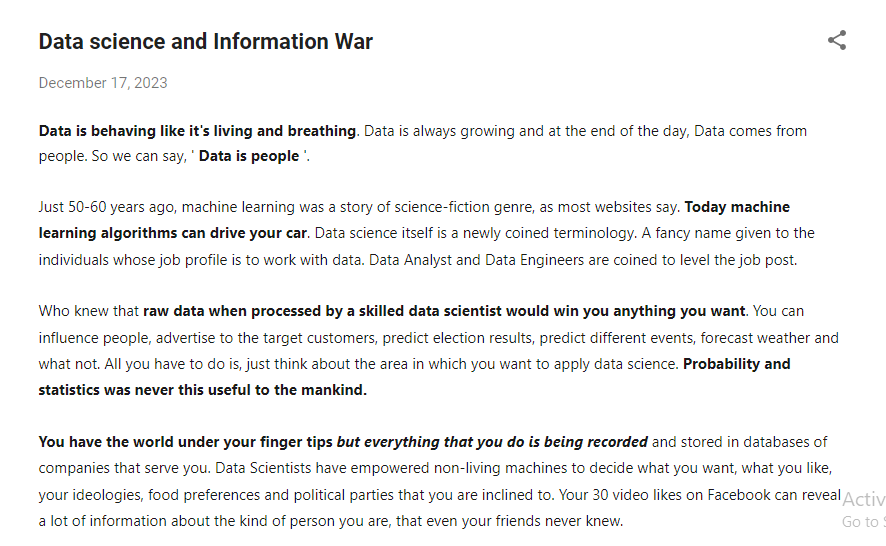 Data science and Information War
December 17, 2023
Data is behaving like it's living and breathing. Data is always growing and at the end of the day, Data comes from
people. So we can say, ' Data is people '.
Just 50-60 years ago, machine learning was a story of science-fiction genre, as most websites say. Today machine
learning algorithms can drive your car. Data science itself is a newly coined terminology. A fancy name given to the
individuals whose job profile is to work with data. Data Analyst and Data Engineers are coined to level the job post.
Who knew that raw data when processed by a skilled data scientist would win you anything you want. You can
influence people, advertise to the target customers, predict election results, predict different events, forecast weather and
what not. All you have to do is, just think about the area in which you want to apply data science. Probability and
statistics was never this useful to the mankind.
You have the world under your finger tips but everything that you do is being recorded and stored in databases of
companies that serve you. Data Scientists have empowered non-living machines to decide what you want, what you like,
your ideologies, food preferences and political parties that you are inclined to. Your 30 video likes on Facebook can reveal
a lot of information about the kind of person you are, that even your friends never knew.
Activ
Go to